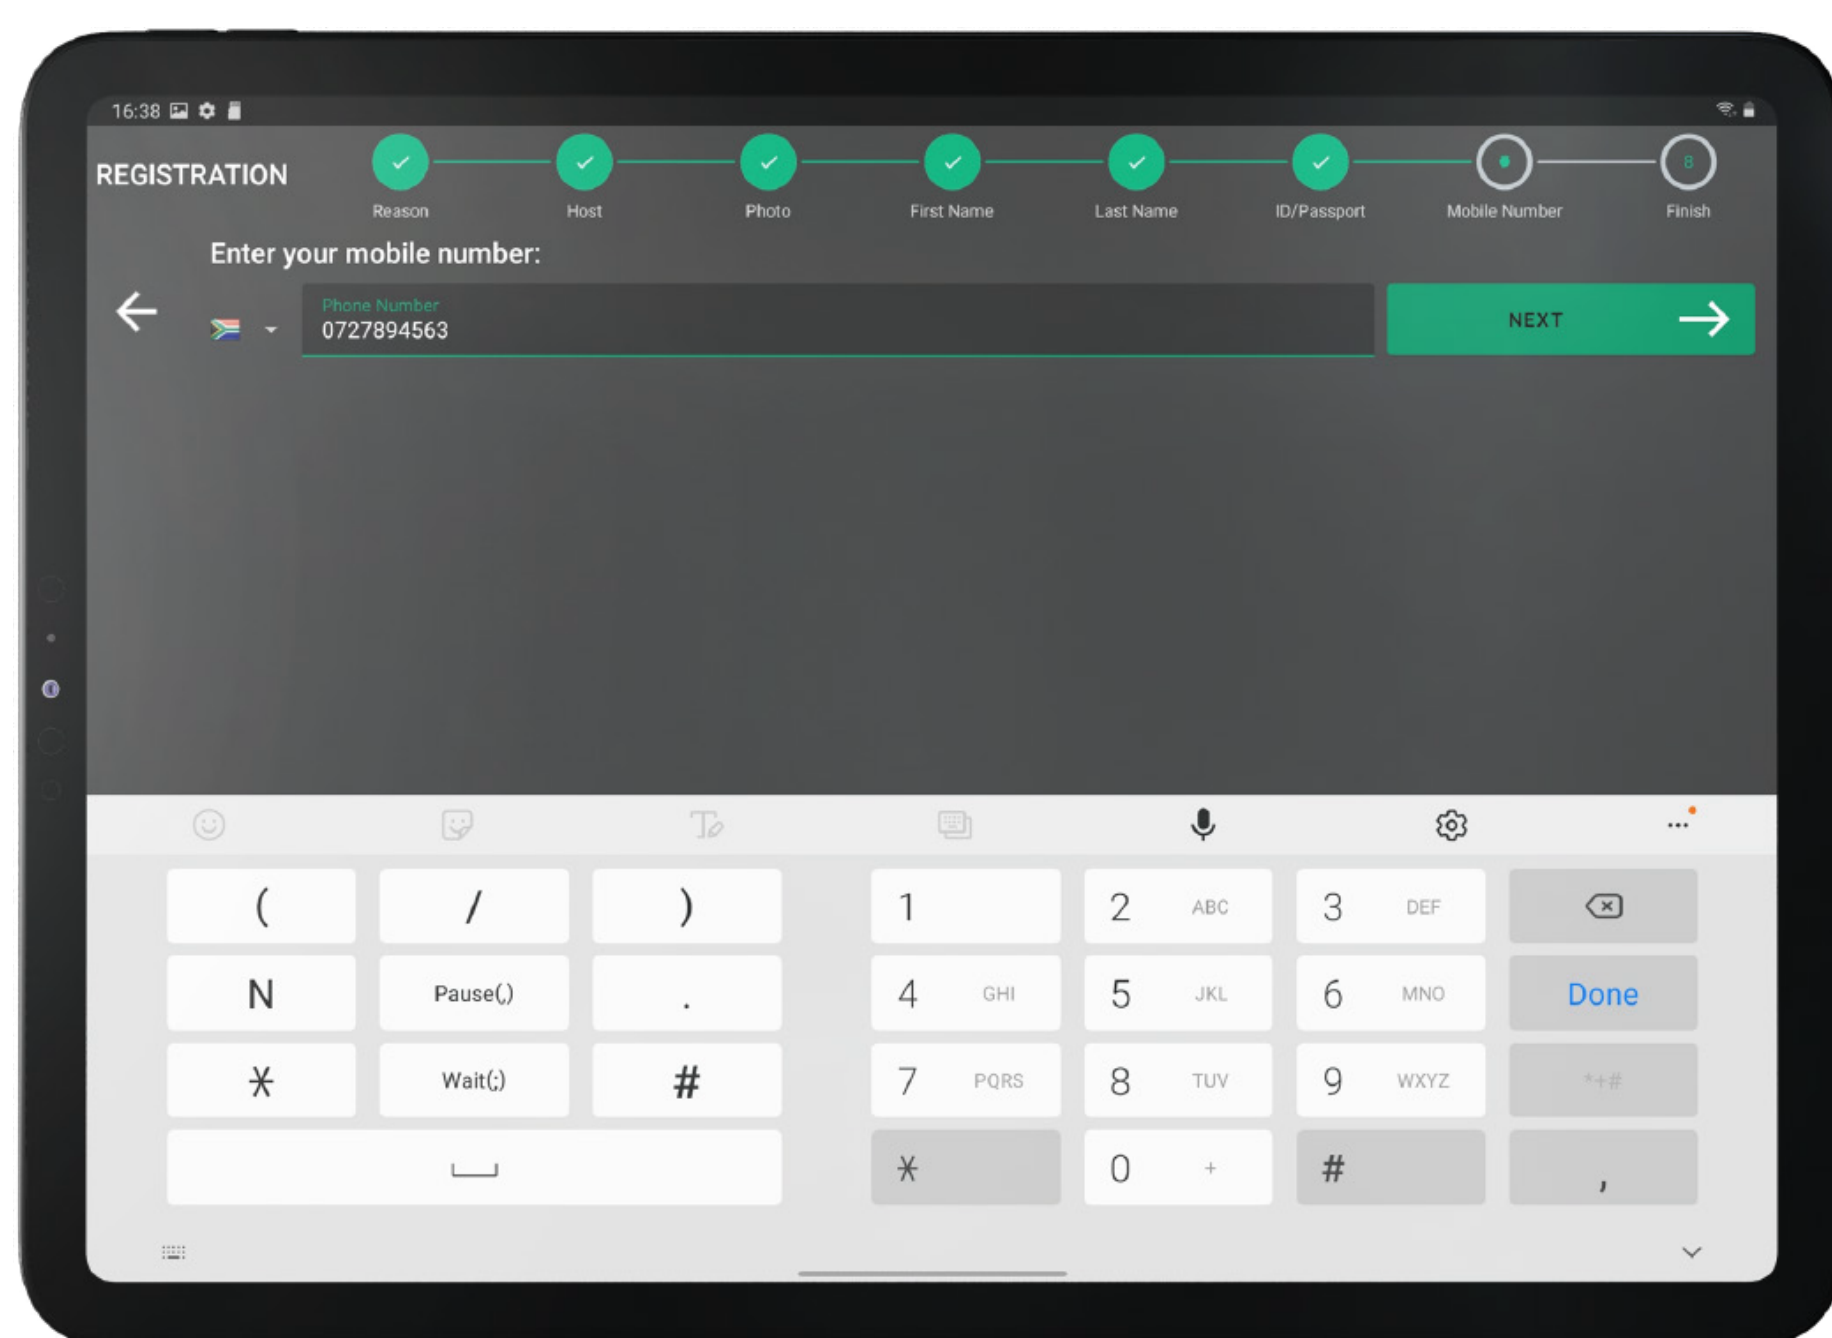 16:38
REGISTRATION
Reason
Host
Photo
First Name
Last Name
ID/Passport
Mobile Number
8
Finish
Enter your mobile number:
Phone Number
0727894563
NEXT
( / ) 1 2 ABC 3 DEF
N Pause(,) . 4 GHI 5 JKL 6 MNO Done
* Wait(;) # 7 PQRS 8 TUV 9 WXYZ *+#
* 0 + # ,